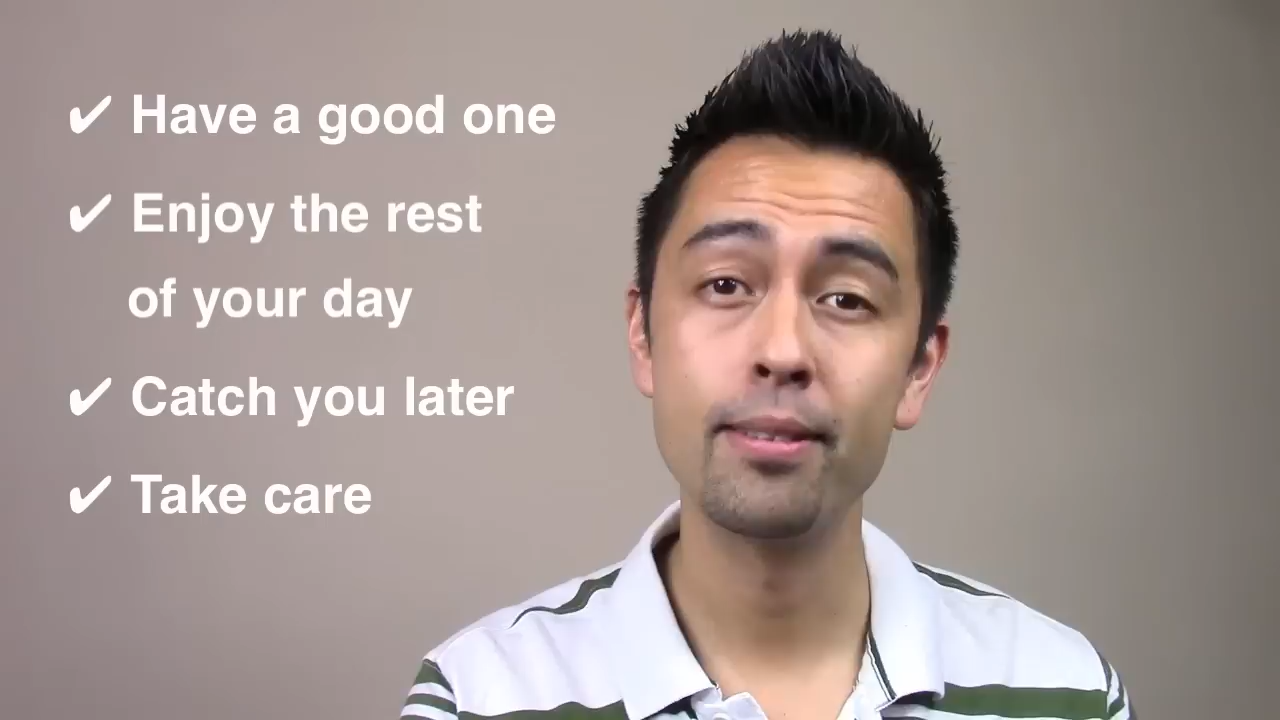 ✔ Have a good one
✔ Enjoy the rest
of your day
✔ Catch you later
✔ Take care